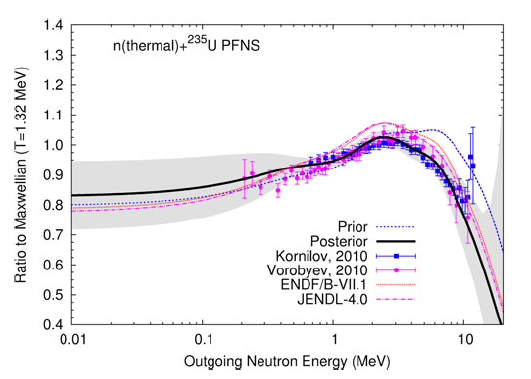 n(thermal)+²³⁵U PFNS
Ratio to Maxwellian (T=1.32 MeV)
1.4
1.3
1.2
1.1
1.0
0.9
0.8
0.7
0.6
0.5
0.4
Prior
Posterior
Kornilov, 2010
Vorobyev, 2010
ENDF/B-VII.1
JENDL-4.0
0.01
0.1
1
10
Outgoing Neutron Energy (MeV)